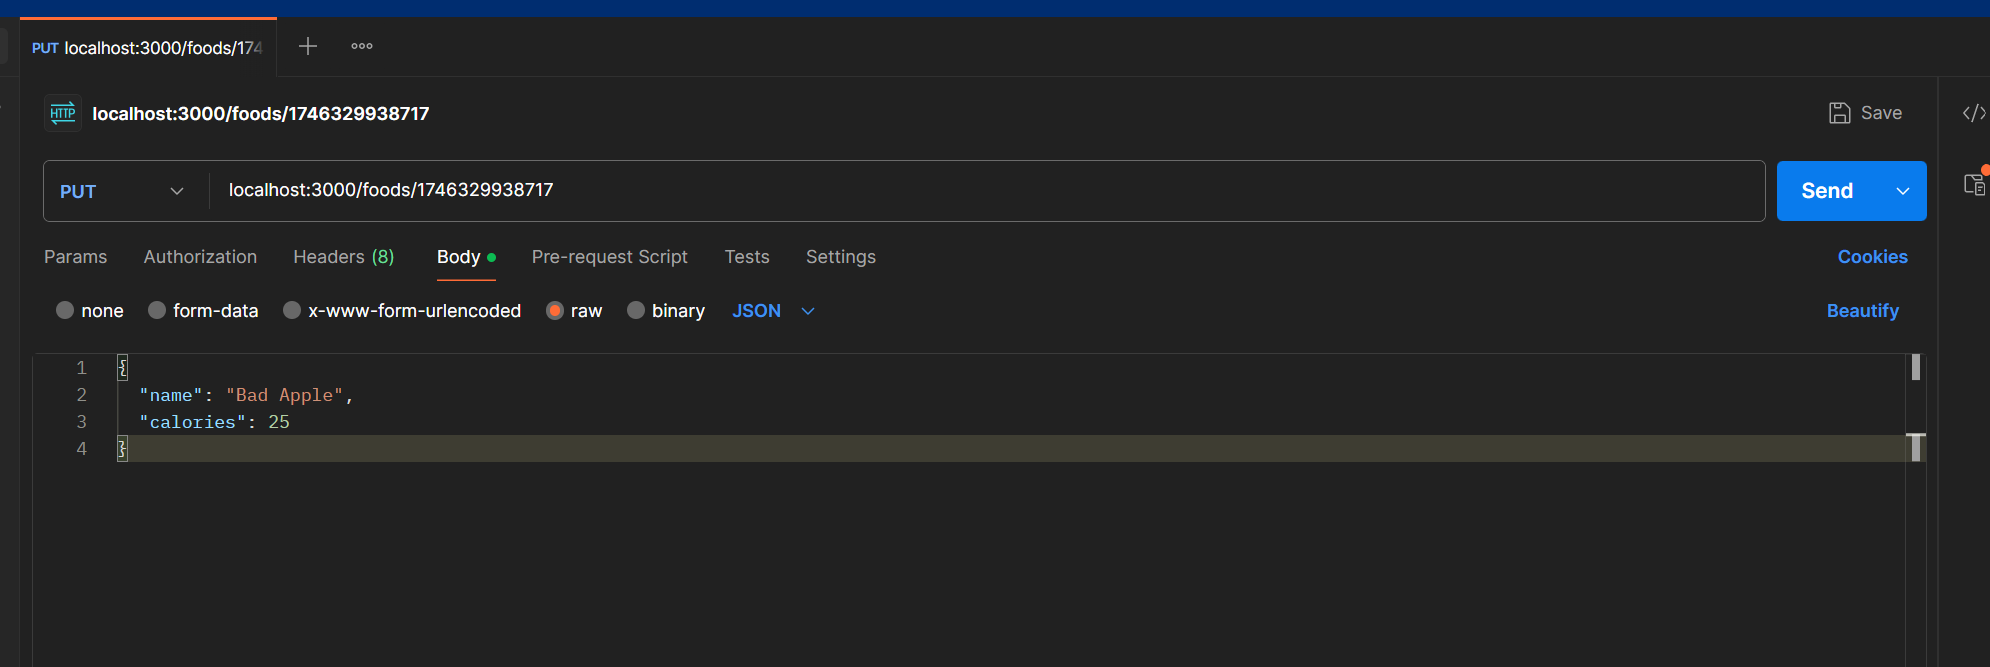 PUT localhost:3000/foods/174
HTTP localhost:3000/foods/1746329938717
Save
PUT localhost:3000/foods/1746329938717
Send
Params Authorization Headers (8) Body Pre-request Script Tests Settings
Cookies
none form-data x-www-form-urlencoded raw binary JSON
Beautify
1 {
2 "name": "Bad Apple",
3 "calories": 25
4 }